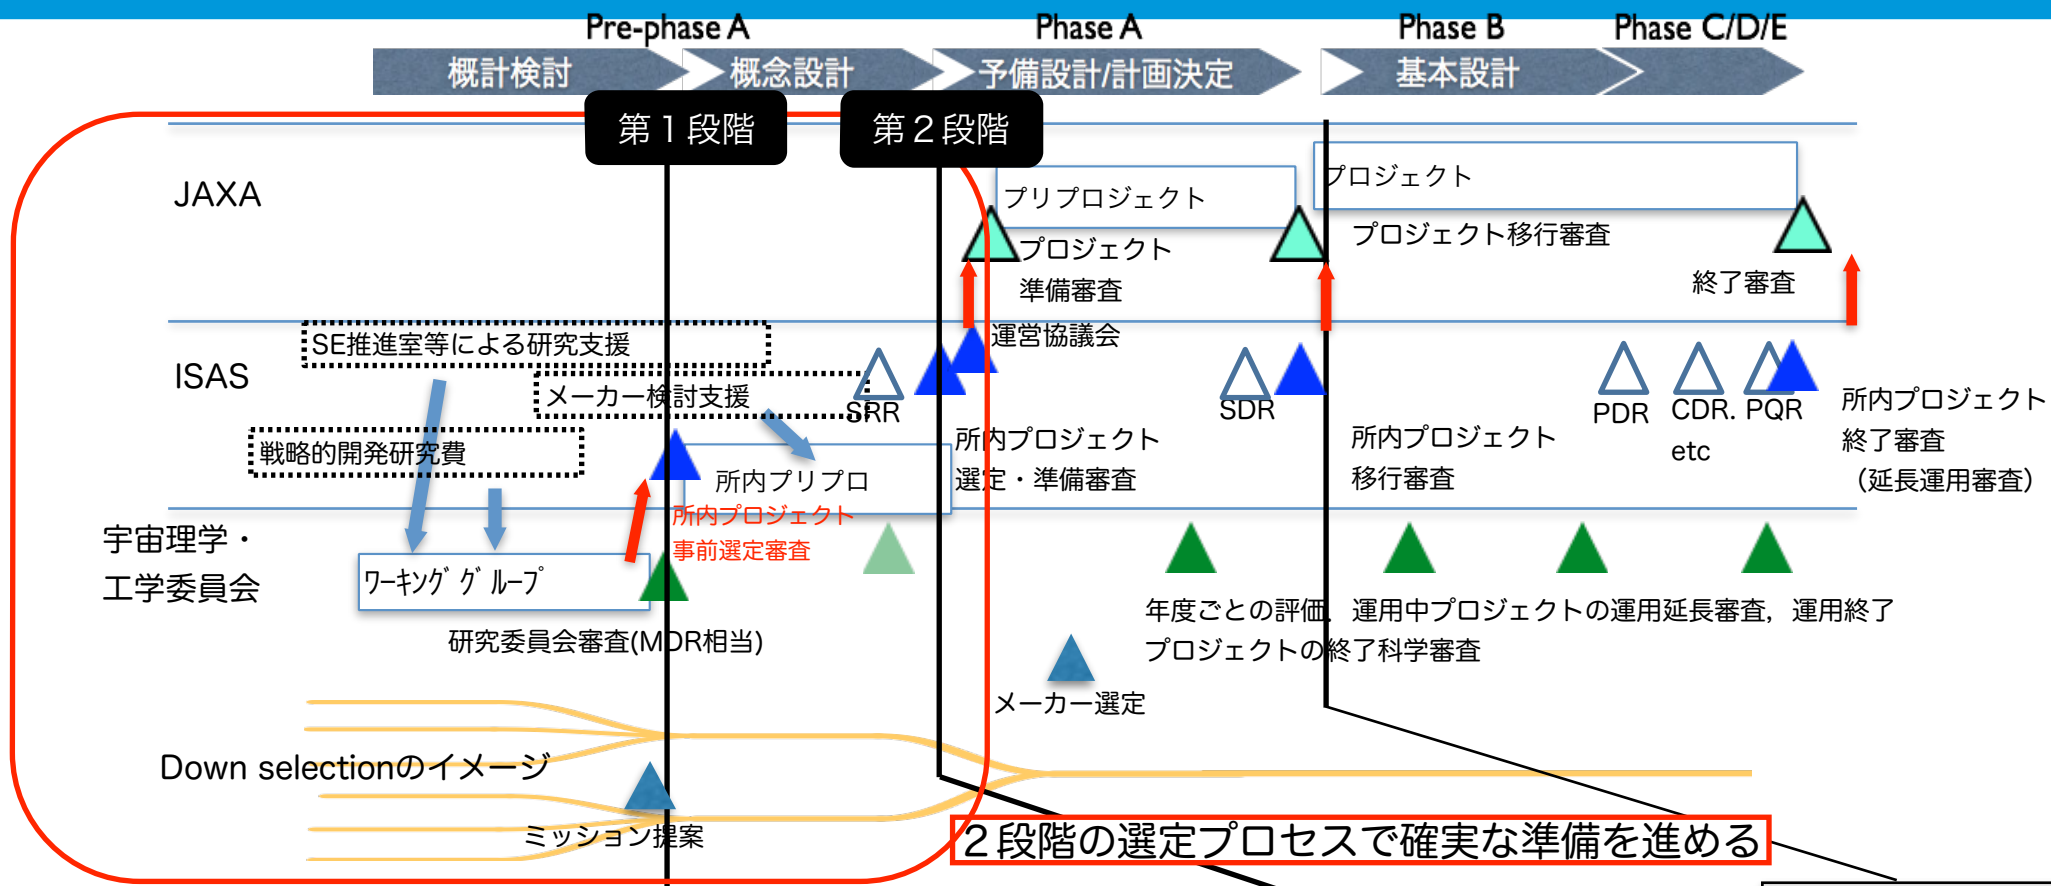 Pre-phase A
Phase A
Phase B
Phase C/D/E
概計検討
概念設計
予備設計/計画決定
基本設計
第１段階
第２段階
JAXA
プリプロジェクト
プロジェクト
プロジェクト
準備審査
プロジェクト移行審査
終了審査
ISAS
SE推進室等による研究支援
運営協議会
メーカー検討支援
SRR
SDR
PDR
CDR.
etc
PQR
戦略的開発研究費
所内プリプロ
所内プロジェクト
選定・準備審査
所内プロジェクト
移行審査
所内プロジェクト
終了審査
（延長運用審査）
所内プロジェクト
事前選定審査
宇宙理学・
工学委員会
ﾜｰｷﾝｸﾞ ｸﾞﾙｰﾌﾟ
研究委員会審査(MDR相当)
年度ごとの評価, 運用中プロジェクトの運用延長審査, 運用終了
プロジェクトの終了科学審査
メーカー選定
Down selectionのイメージ
ミッション提案
２段階の選定プロセスで確実な準備を進める